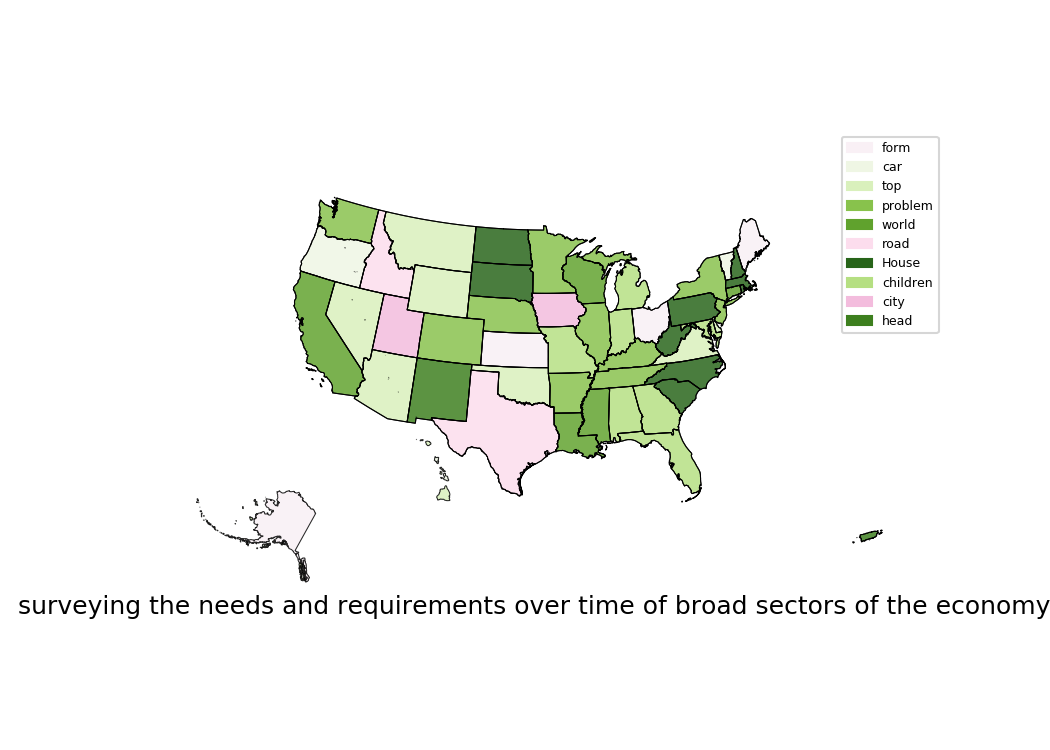 form
car
top
problem
world
road
House
children
city
head
surveying the needs and requirements over time of broad sectors of the economy